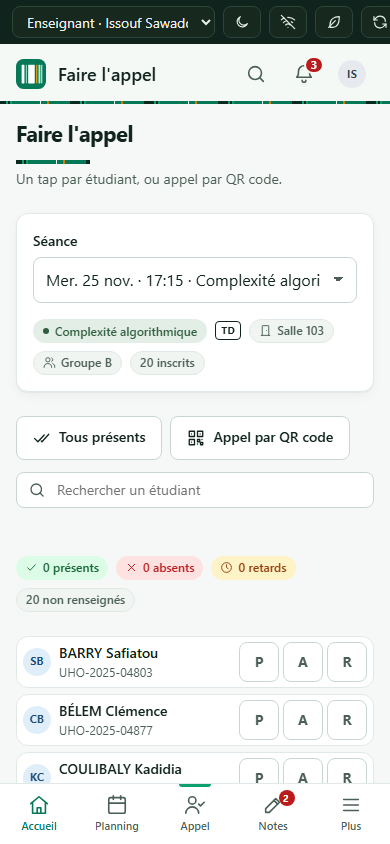 Enseignant · Issouf Sawado
Faire l'appel
3
IS
Faire l'appel
Un tap par étudiant, ou appel par QR code.
Séance
Mer. 25 nov. · 17:15 · Complexité algori
Complexité algorithmique
TD
Salle 103
Groupe B
20 inscrits
Tous présents
Appel par QR code
Rechercher un étudiant
0 présents
0 absents
0 retards
20 non renseignés
SB
BARRY Safiatou
UHO-2025-04803
P
A
R
CB
BÉLEM Clémence
UHO-2025-04877
P
A
R
KC
COULIBALY Kadidia
P
A
R
Accueil
Planning
Appel
2
Notes
Plus